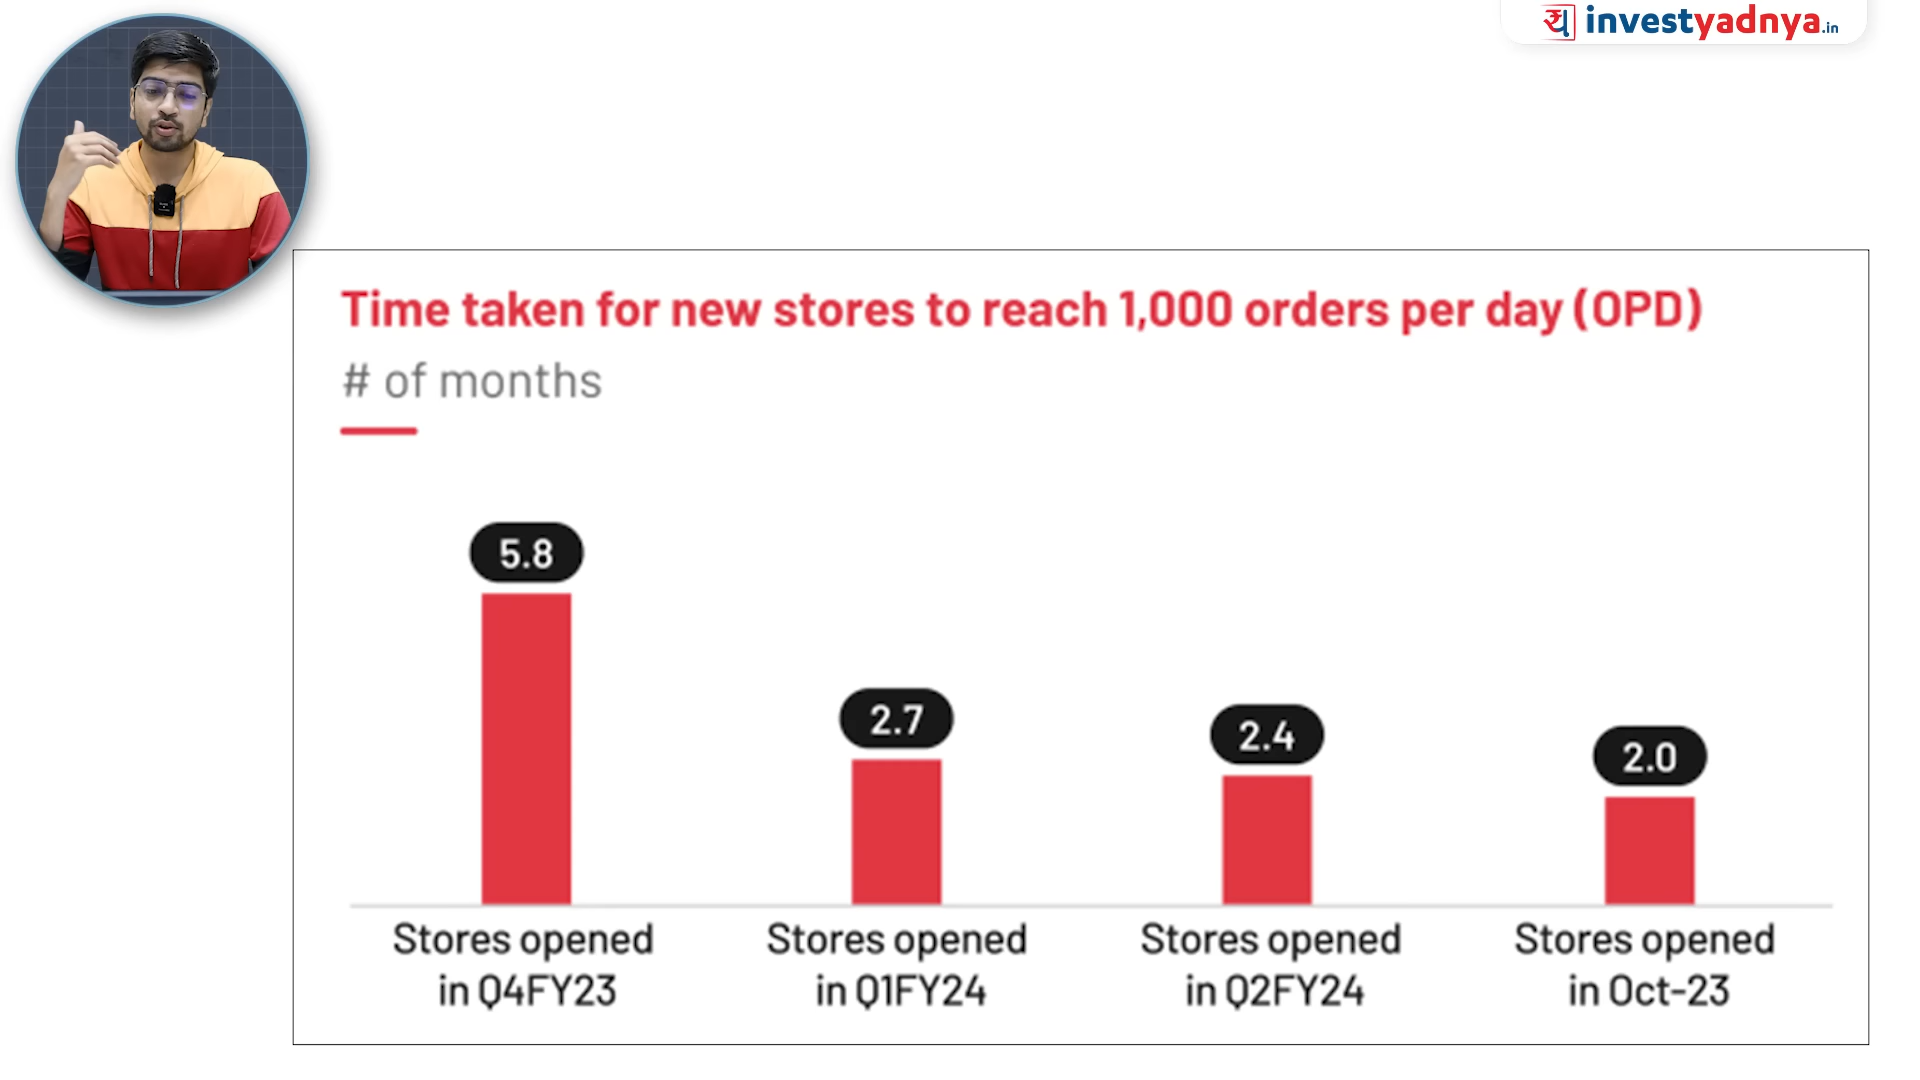 य investyadnya.in
Time taken for new stores to reach 1,000 orders per day (OPD)
# of months
5.8
2.7
2.4
2.0
Stores opened
in Q4FY23
Stores opened
in Q1FY24
Stores opened
in Q2FY24
Stores opened
in Oct-23